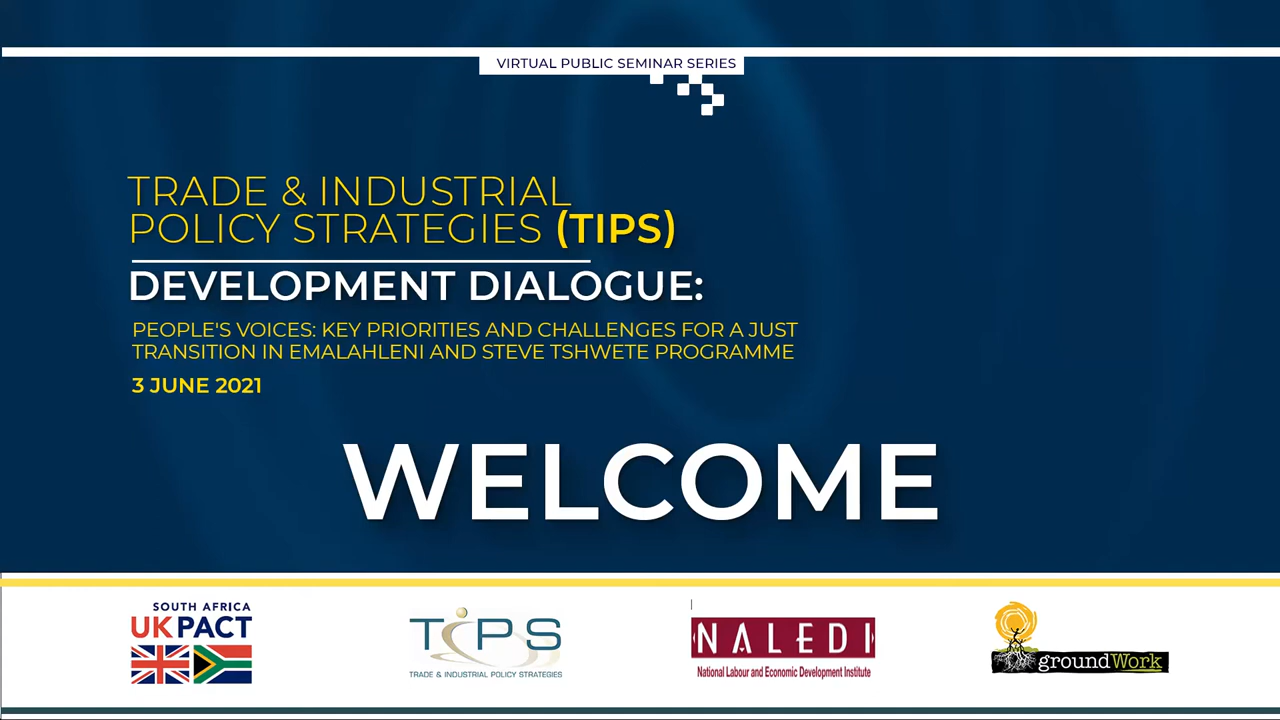 VIRTUAL PUBLIC SEMINAR SERIES
TRADE & INDUSTRIAL
POLICY STRATEGIES (TIPS)
DEVELOPMENT DIALOGUE:
PEOPLE'S VOICES: KEY PRIORITIES AND CHALLENGES FOR A JUST
TRANSITION IN EMALAHLENI AND STEVE TSHWETE PROGRAMME
3 JUNE 2021
WELCOME
SOUTH AFRICA
UK PACT
TIPS
TRADE & INDUSTRIAL POLICY STRATEGIES
NALEDI
National Labour and Economic Development Institute
groundWork